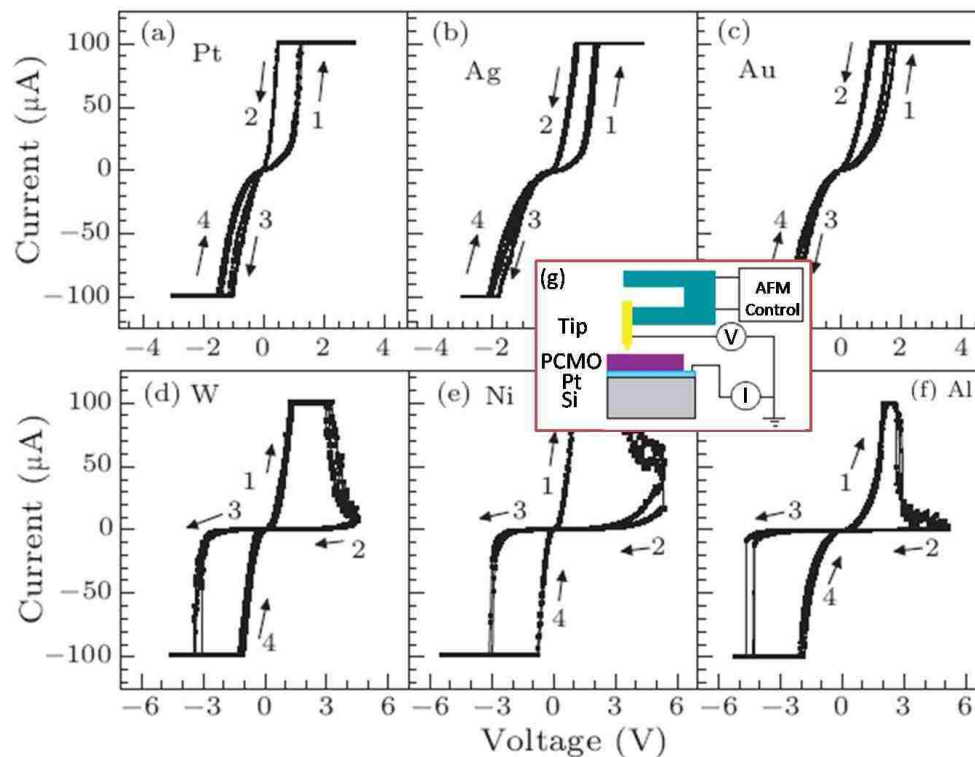 (a)
Pt
(b)
Ag
(c)
Au
Current (μA)
100
50
0
−50
−100
2
1
4
3
2
1
4
3
2
1
4
3
−4 −2 0 2 4
−4 −2 0
−4 −2 0
(g)
AFM
Control
Tip
V
PCMO
Pt
Si
I
(d) W
(e) Ni
(f) Al
Current (μA)
100
50
0
−50
−100
1
3
2
4
1
3
2
4
1
3
2
4
−6 −3 0 3 6
−6 −3 0 3 6
−6 −3 0 3 6
Voltage (V)